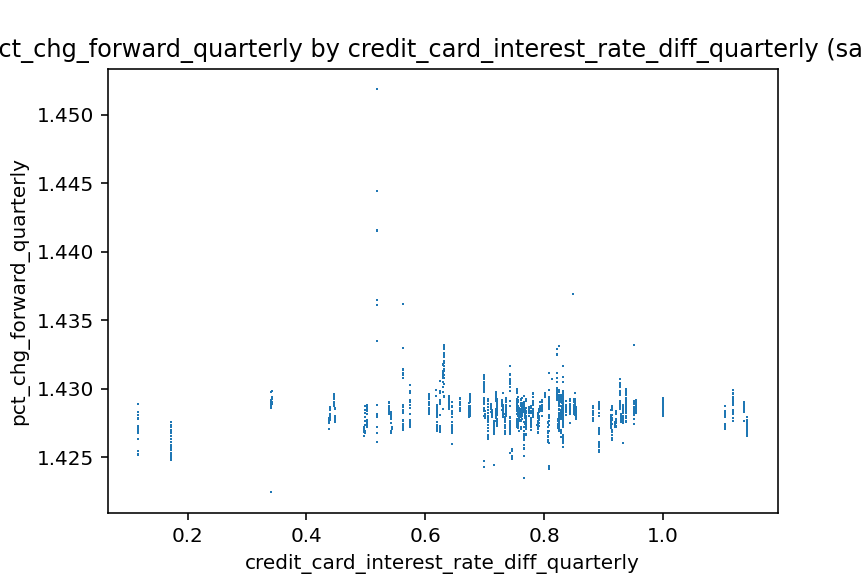 ct_chg_forward_quarterly by credit_card_interest_rate_diff_quarterly (sa
1.450
1.445
1.440
1.435
1.430
1.425
pct_chg_forward_quarterly
0.2 0.4 0.6 0.8 1.0
credit_card_interest_rate_diff_quarterly